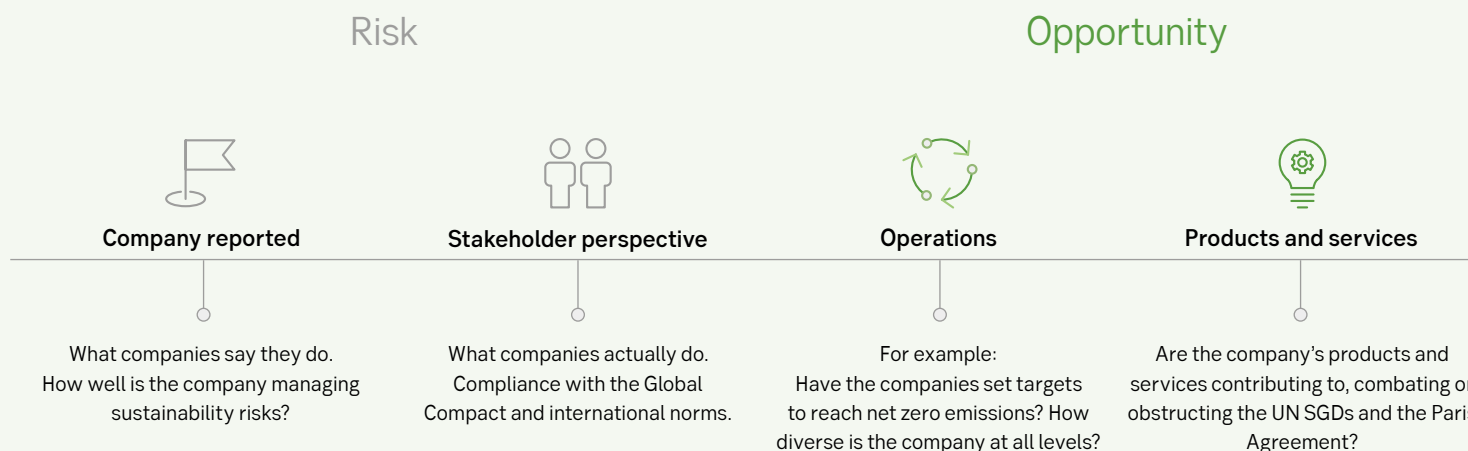 Risk
Opportunity
Company reported
Stakeholder perspective
Operations
Products and services
What companies say they do.
How well is the company managing
sustainability risks?
What companies actually do.
Compliance with the Global
Compact and international norms.
For example:
Have the companies set targets
to reach net zero emissions? How
diverse is the company at all levels?
Are the company's products and
services contributing to, combating
obstructing the UN SGDs and the
Agreement?